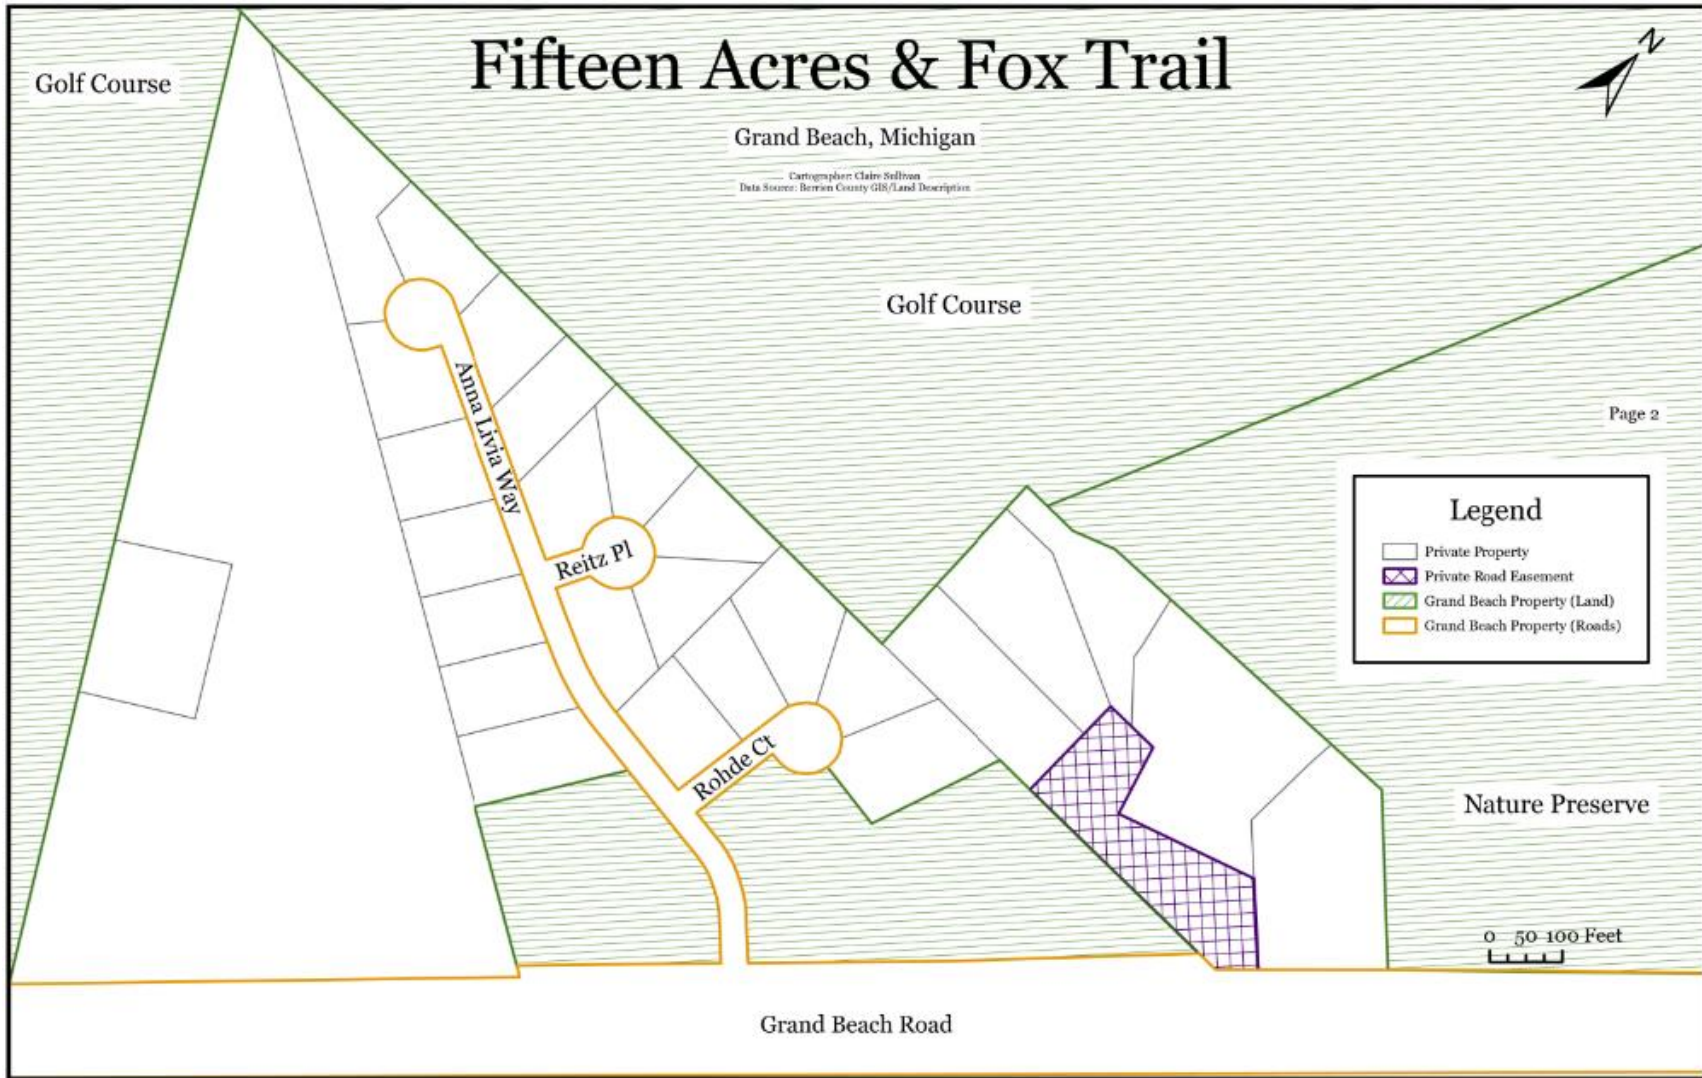 Fifteen Acres & Fox Trail
N
Golf Course
Grand Beach, Michigan
Cartographer: Claire Sullivan
Data Source: Berrien County GIS/Land Description
Golf Course
Page 2
Anna Livia Way
Legend
Private Property
Private Road Easement
Grand Beach Property (Land)
Grand Beach Property (Roads)
Reitz Pl
Rohde Ct
Nature Preserve
0 50 100 Feet
Grand Beach Road